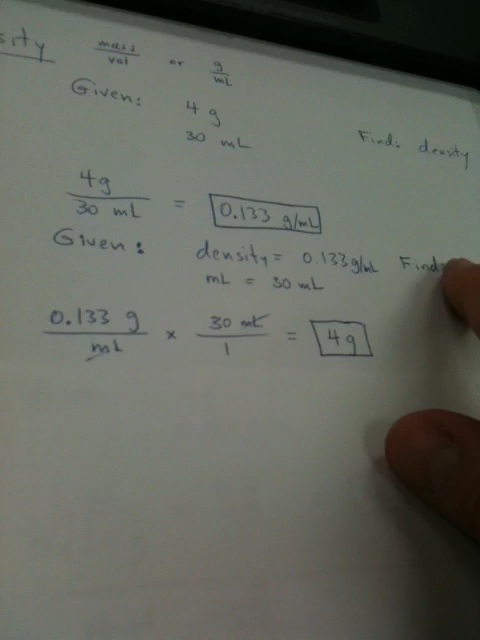 sity mass/vol or g/mL
Given: 4 g
30 mL Find: density
4g/30 mL = 0.133 g/mL
Given: density = 0.133 g/mL Find:
mL = 30 mL
0.133 g/mL × 30 mL/1 = 4g